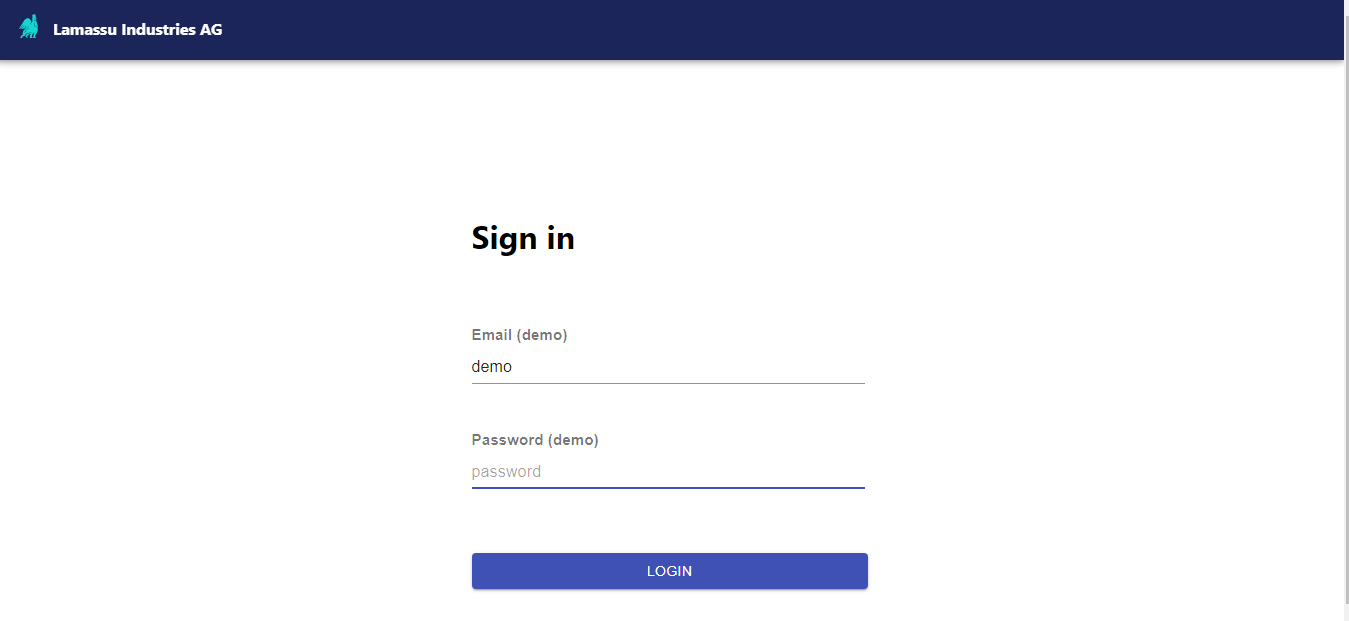 Lamassu Industries AG
Sign in
Email (demo)
demo
Password (demo)
password
LOGIN